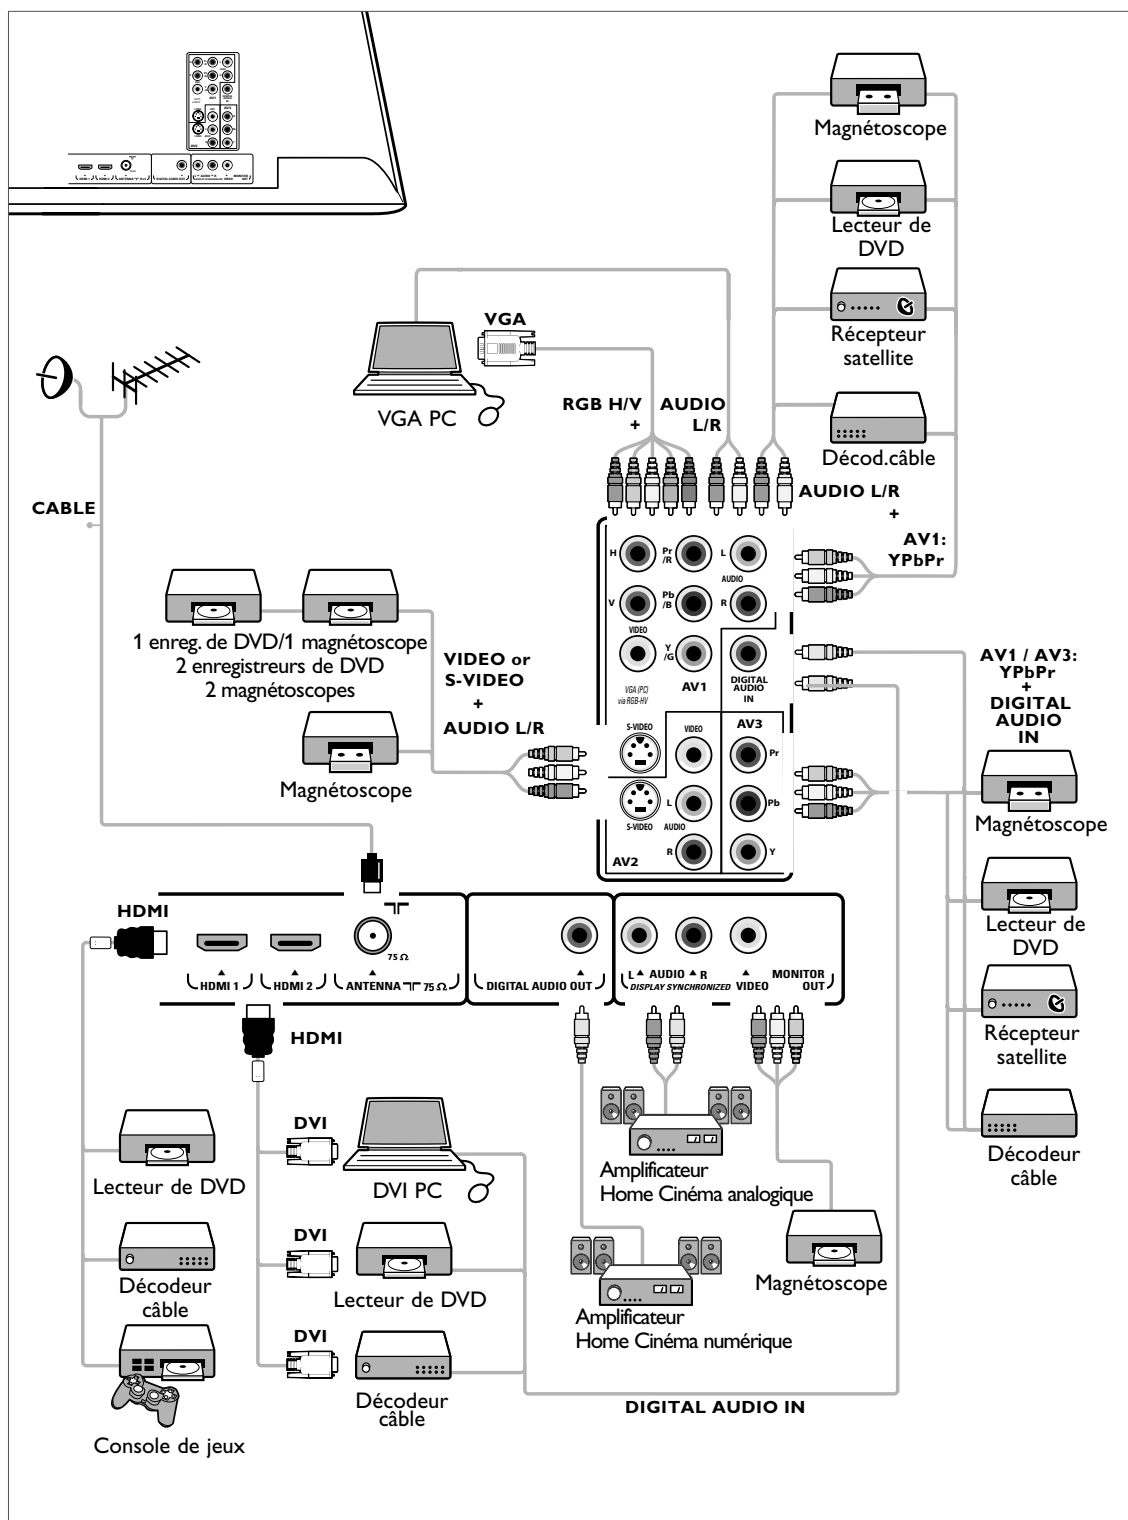 Magnétoscope
Lecteur de
DVD
Récepteur
satellite
Décod.câble
VGA
VGA PC
RGB H/V
+
AUDIO
L/R
AUDIO L/R
+
AV1:
YPbPr
CABLE
1 enreg. de DVD/1 magnétoscope
2 enregistreurs de DVD
2 magnétoscopes
VIDEO or
S-VIDEO
+
AUDIO L/R
Magnétoscope
H
Pr
/R
L
AUDIO
V
Pb
/B
R
VIDEO
Y
/G
VGA (PC)
via RGB-HV
AV1
DIGITAL
AUDIO
IN
S-VIDEO
VIDEO
AV3
Pr
L
Pb
S-VIDEO
AUDIO
R
Y
AV2
AV1 / AV3:
YPbPr
+
DIGITAL
AUDIO
IN
Magnétoscope
Lecteur de
DVD
Récepteur
satellite
Décodeur
câble
HDMI
75 Ω
HDMI 1
HDMI 2
ANTENNA 75 Ω
DIGITAL AUDIO OUT
L AUDIO R
DISPLAY SYNCHRONIZED
VIDEO
MONITOR
OUT
HDMI
DVI
DVI PC
Lecteur de DVD
Amplificateur
Home Cinéma analogique
DVI
Lecteur de DVD
Décodeur
câble
Magnétoscope
Amplificateur
Home Cinéma numérique
DVI
Décodeur
câble
Console de jeux
DIGITAL AUDIO IN